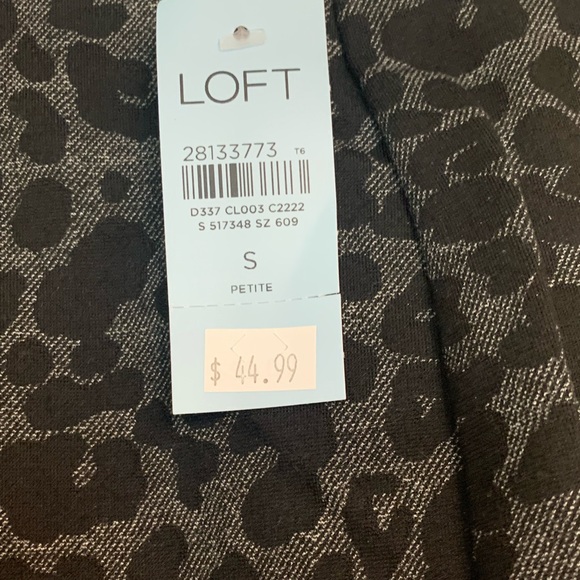 LOFT
28133773 T6
D337 CL003 C2222
S 517348 SZ 609
S
PETITE
$ 44.99